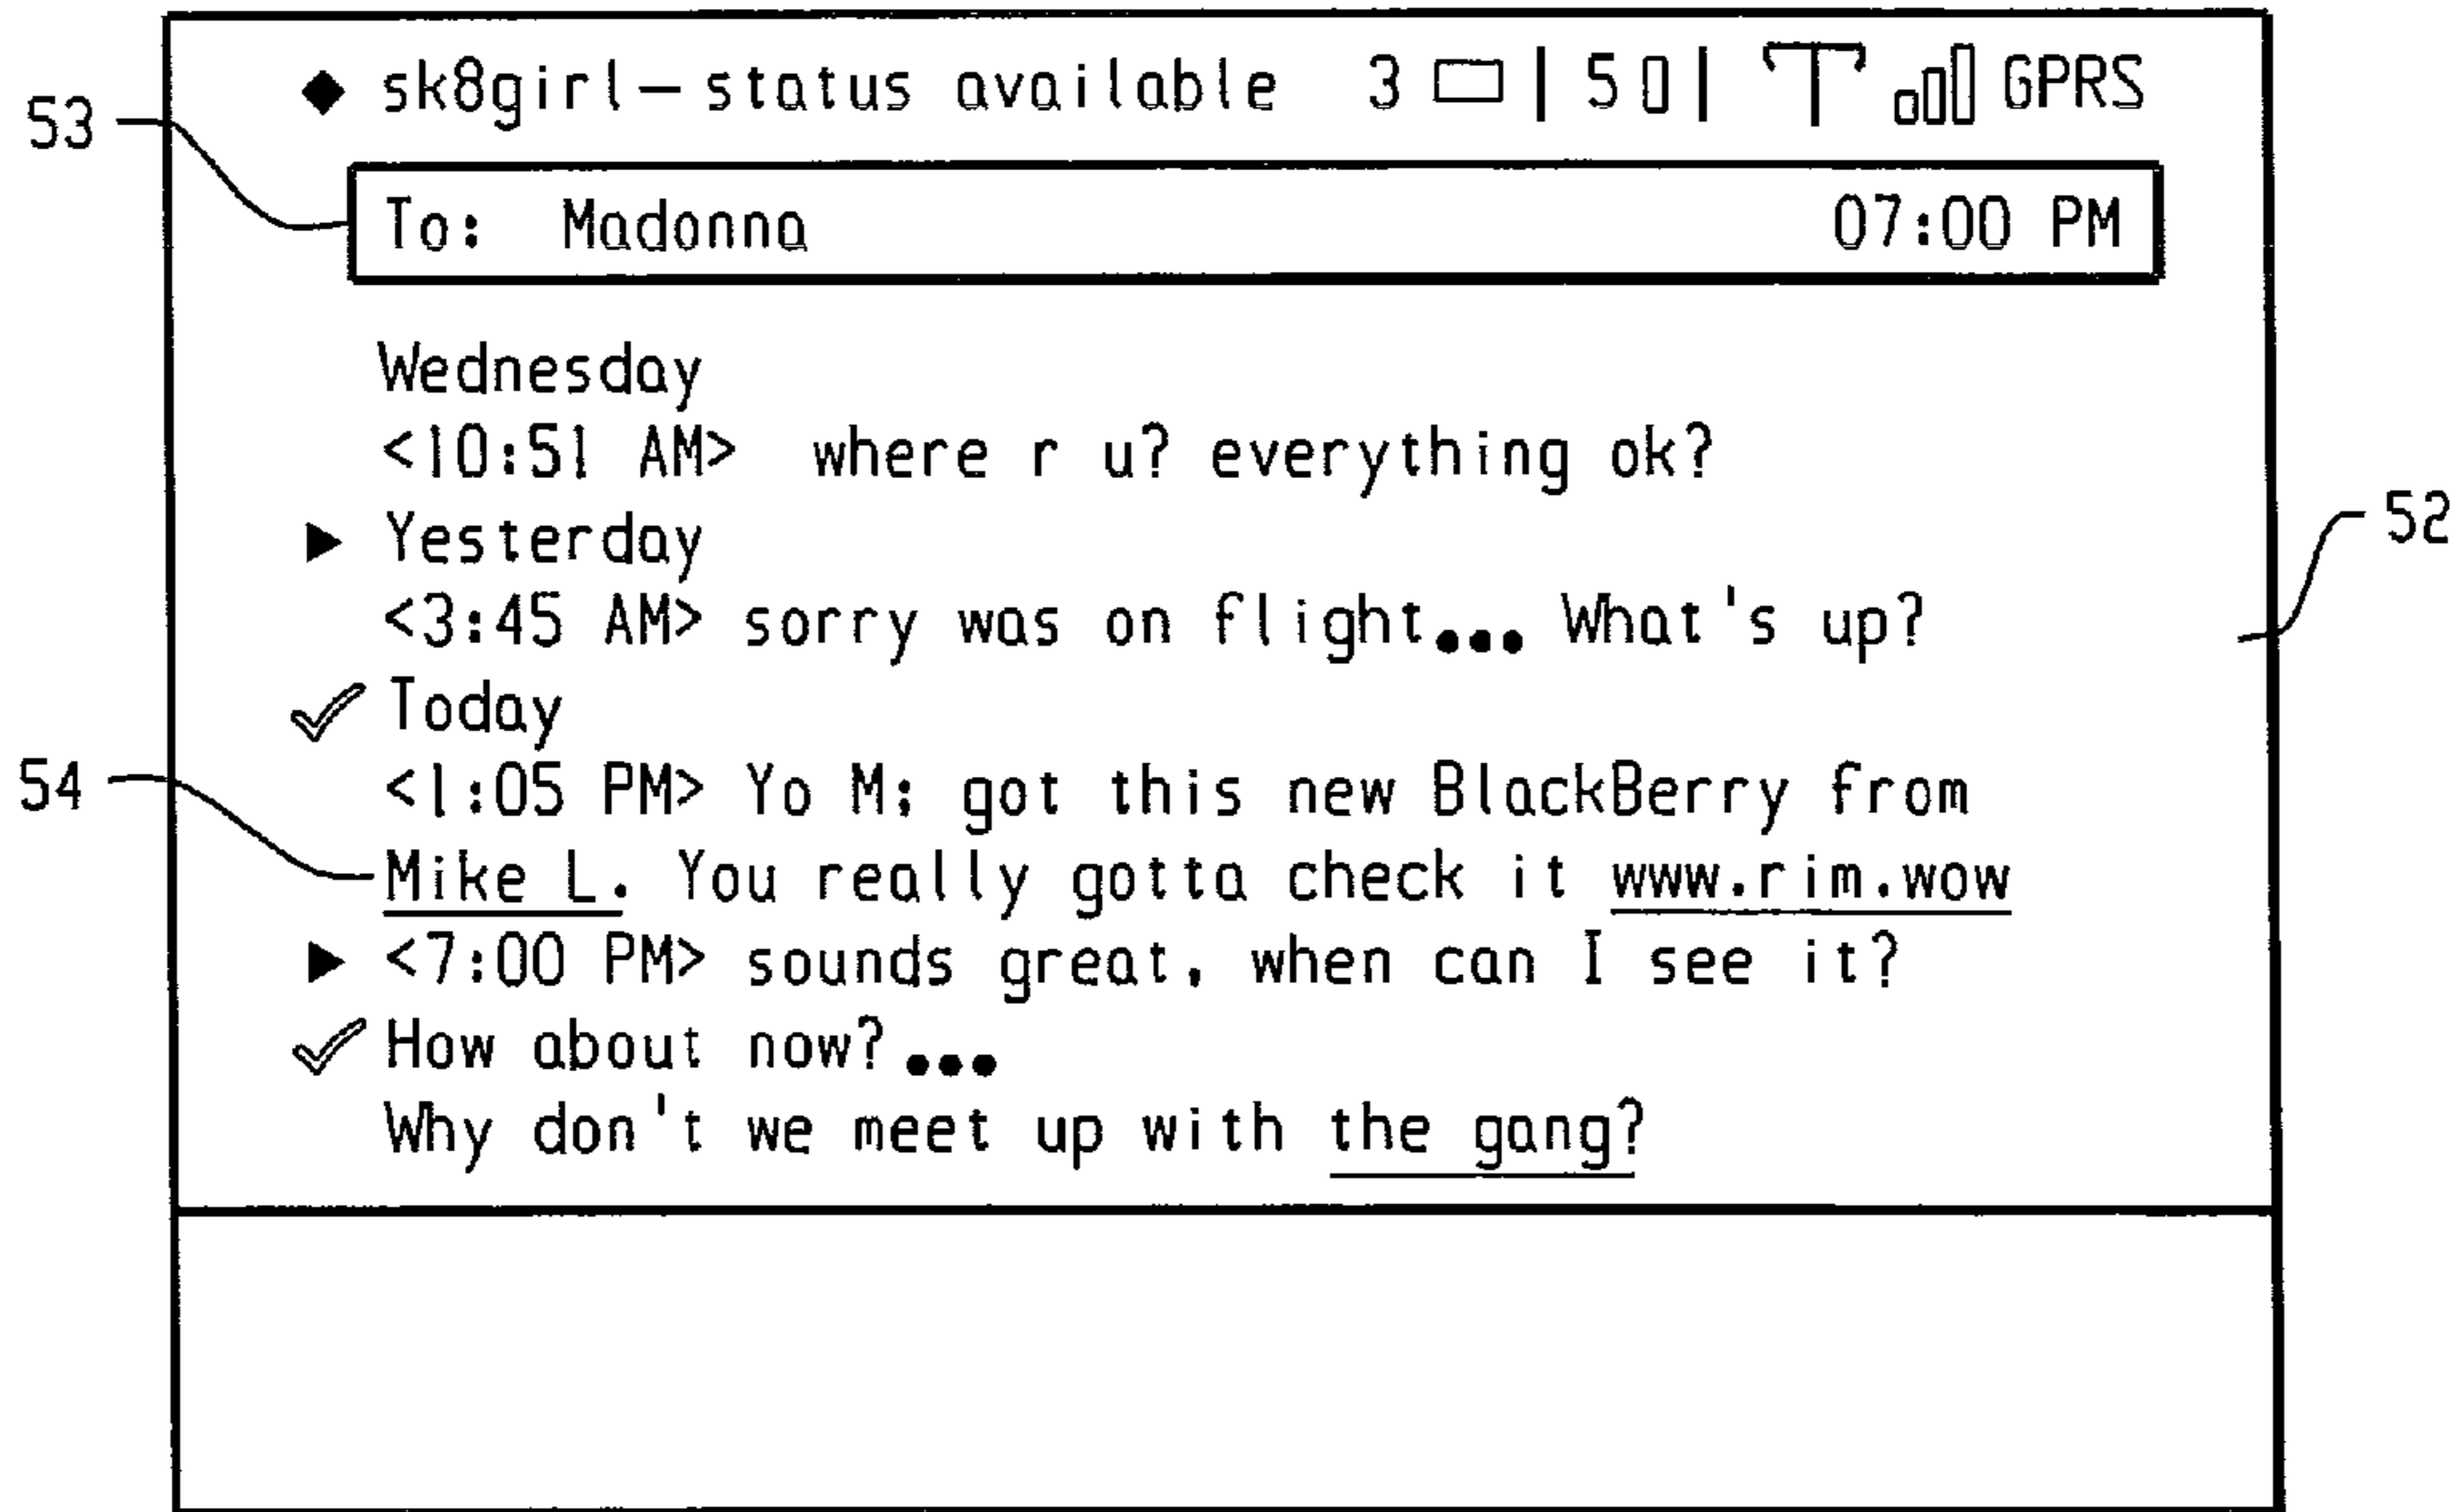 ◆ sk8girl– status available 3 | 5 | T GPRS
53
To: Madonna 07:00 PM
Wednesday
<10:51 AM> where r u? everything ok?
▶ Yesterday
52
<3:45 AM> sorry was on flight... What's up?
✓ Today
54
<1:05 PM> Yo M; got this new BlackBerry from
Mike L. You really gotta check it www.rim.wow
▶ <7:00 PM> sounds great, when can I see it?
✓ How about now?...
Why don't we meet up with the gang?